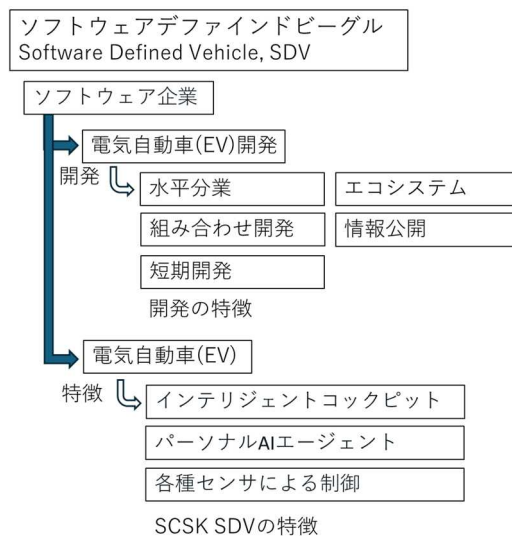 ソフトウェアデファインドビーグル
Software Defined Vehicle, SDV
ソフトウェア企業
電気自動車(EV)開発
開発
水平分業
エコシステム
組み合わせ開発
情報公開
短期開発
開発の特徴
電気自動車(EV)
特徴
インテリジェントコックピット
パーソナルAIエージェント
各種センサによる制御
SCSK SDVの特徴